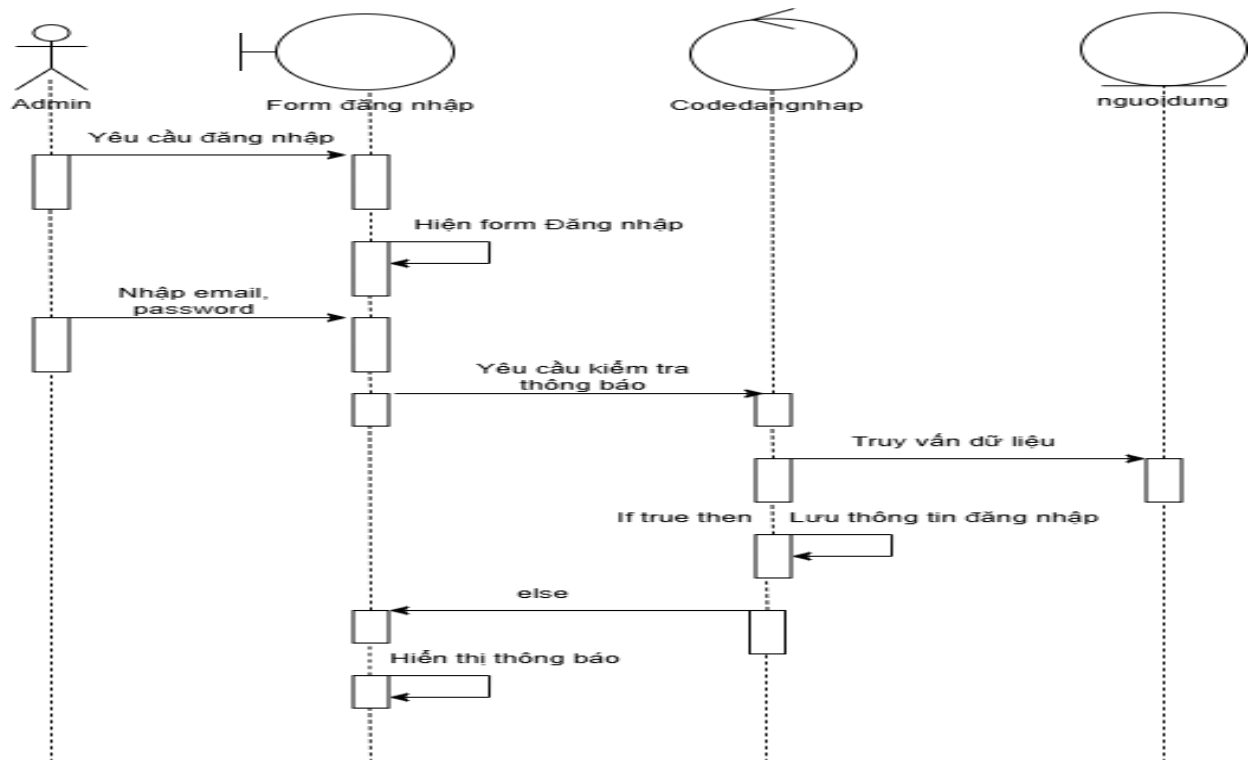 Admin
Form đăng nhập
Codedangnhap
nguoidung
Yêu cầu đăng nhập
Hiện form Đăng nhập
Nhập email,
password
Yêu cầu kiểm tra
thông báo
Truy vấn dữ liệu
If true then
Lưu thông tin đăng nhập
else
Hiển thị thông báo